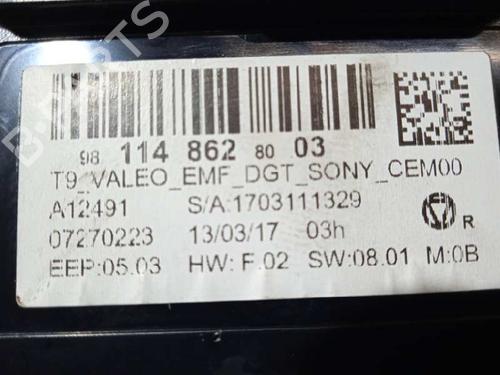 98 114 862 80 03
T9_VALEO_EMF_DGT_SONY_CEM00
A12491 S/A:1703111329
07270223 13/03/17 03h R
EEP:05.03 HW:F.02 SW:08.01 M:0B
B-PARTS